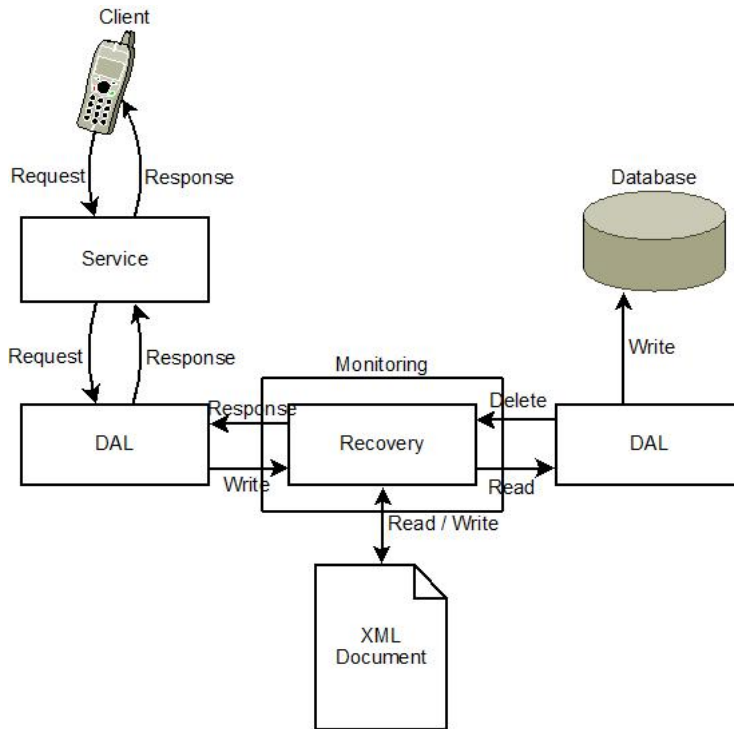 Client
Request
Response
Service
Request
Response
Database
Write
Monitoring
DAL
Response
Write
Recovery
Delete
Read
DAL
Read / Write
XML
Document